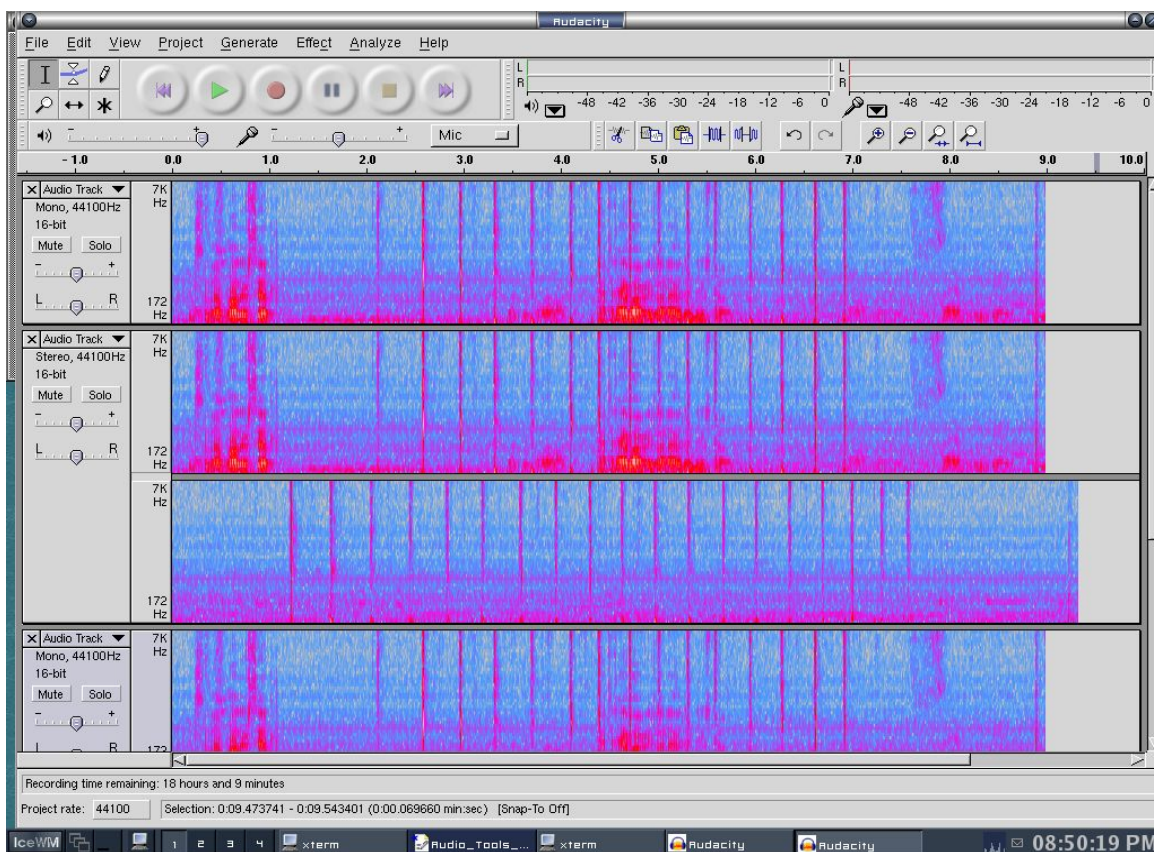 Audacity
File Edit View Project Generate Effect Analyze Help
L
R
-48 -42 -36 -30 -24 -18 -12 -6 0
L
R
-48 -42 -36 -30 -24 -18 -12 -6 0
- + - + Mic
- 1.0 0.0 1.0 2.0 3.0 4.0 5.0 6.0 7.0 8.0 9.0 10.0
X Audio Track
Mono, 44100Hz
16-bit
Mute Solo
- +
L R
7K
Hz
172
Hz
X Audio Track
Stereo, 44100Hz
16-bit
Mute Solo
- +
L R
7K
Hz
172
Hz
7K
Hz
172
Hz
X Audio Track
Mono, 44100Hz
16-bit
Mute Solo
- +
L R
7K
Hz
172
Recording time remaining: 18 hours and 9 minutes
Project rate: 44100 Selection: 0:09.473741 - 0:09.543401 (0:00.069660 min:sec) [Snap-To Off]
IceWM 1 2 3 4 xterm Audio_Tools_... xterm Audacity Audacity 08:50:19 PM